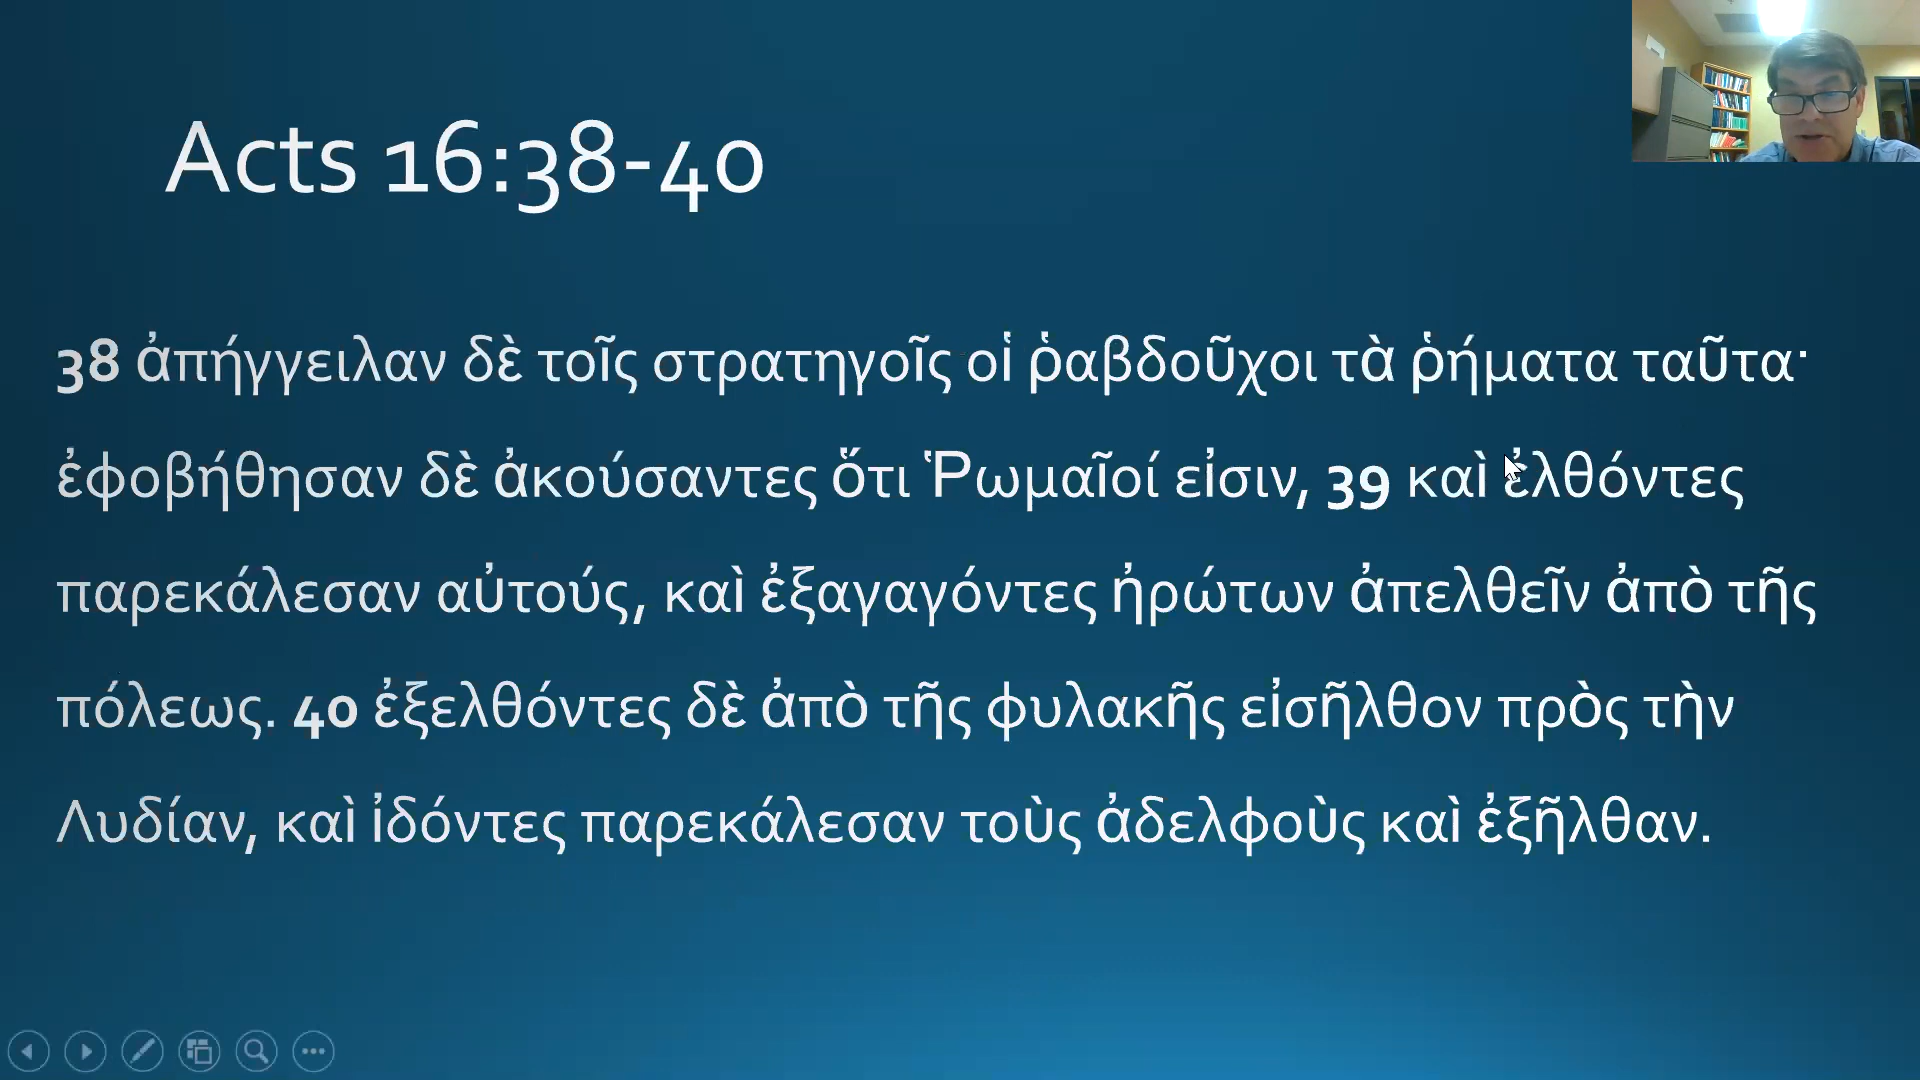 Acts 16:38-40
38 ἀπήγγειλαν δὲ τοῖς στρατηγοῖς οἱ ῥαβδοῦχοι τὰ ῥήματα ταῦτα·
ἐφοβήθησαν δὲ ἀκούσαντες ὅτι Ῥωμαῖοί εἰσιν, 39 καὶ ἐλθόντες
παρεκάλεσαν αὐτούς, καὶ ἐξαγαγόντες ἠρώτων ἀπελθεῖν ἀπὸ τῆς
πόλεως. 40 ἐξελθόντες δὲ ἀπὸ τῆς φυλακῆς εἰσῆλθον πρὸς τὴν
Λυδίαν, καὶ ἰδόντες παρεκάλεσαν τοὺς ἀδελφοὺς καὶ ἐξῆλθαν.